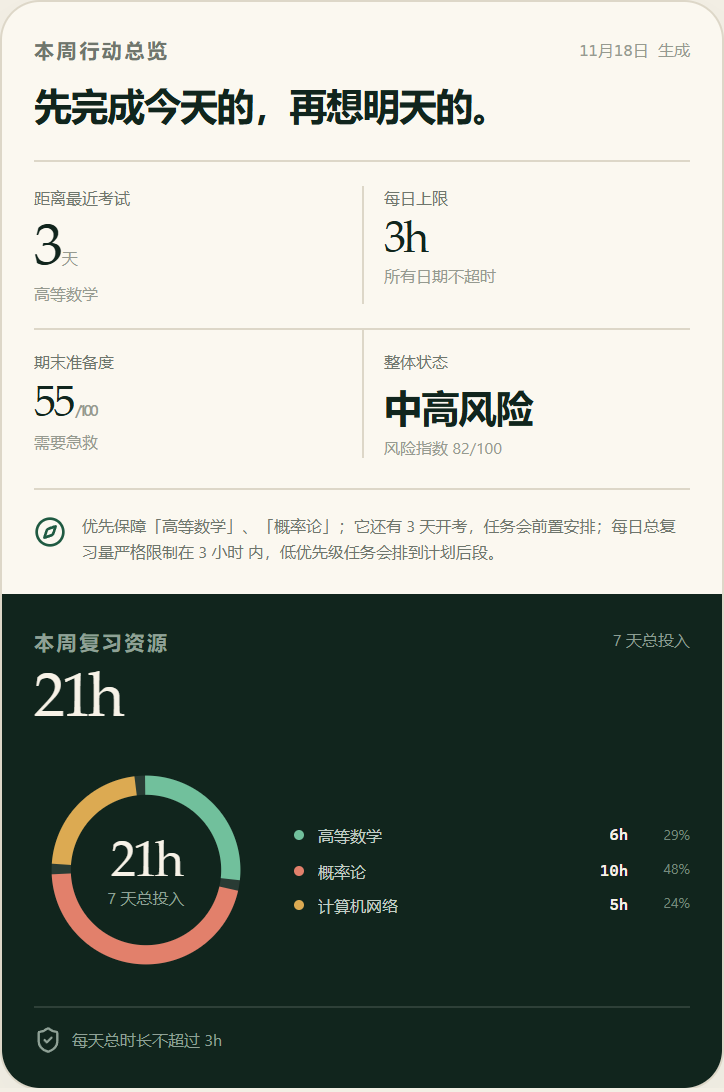 本周行动总览
11月18日 生成
先完成今天的，再想明天的。
距离最近考试
3天
高等数学
每日上限
3h
所有日期不超时
期末准备度
55/100
需要急救
整体状态
中高风险
风险指数 82/100
优先保障「高等数学」、「概率论」；它还有 3 天开考，任务会前置安排；每日总复
习量严格限制在 3 小时 内，低优先级任务会排到计划后段。
本周复习资源
7 天总投入
21h
21h
7 天总投入
高等数学 6h 29%
概率论 10h 48%
计算机网络 5h 24%
每天总时长不超过 3h